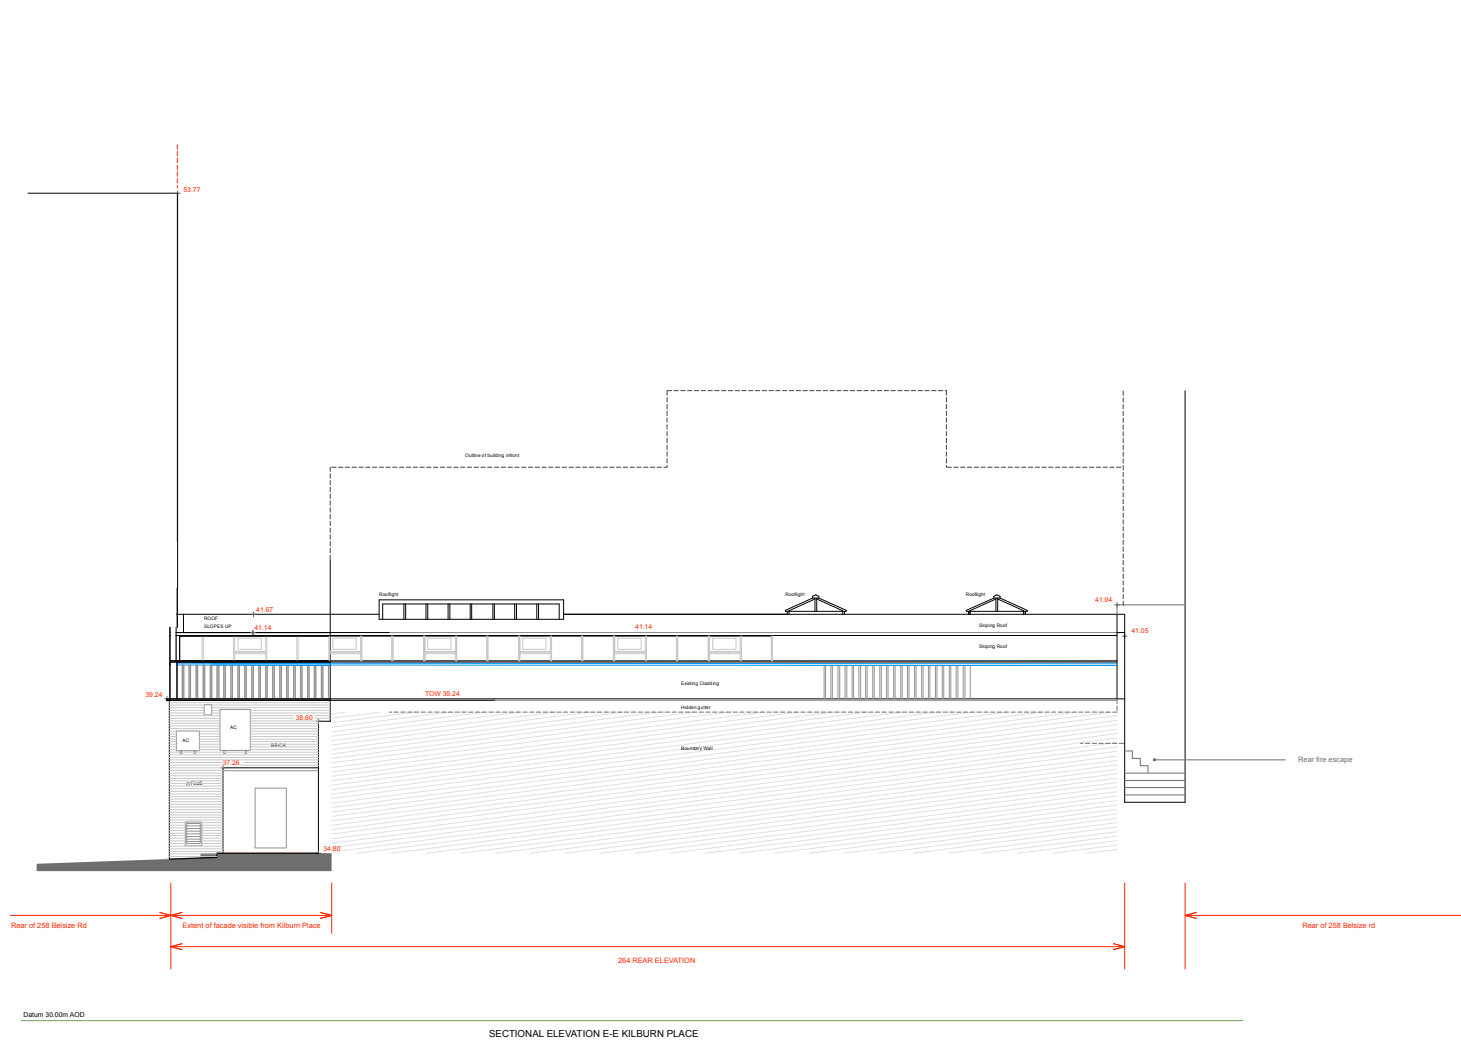 53.77
Outline of building infront
Rooflight
Rooflight
Rooflight
41.94
41.67
ROOF
SLOPES UP
41.14
41.14
Sloping Roof
41.05
Sloping Roof
Existing Cladding
39.24
TOW 39.24
Hidden gutter
38.60
AC
AC
BRICK
Boundary Wall
37.26
Rear fire escape
FLUE
34.80
Rear of 258 Belsize Rd
Extent of facade visible from Kilburn Place
Rear of 258 Belsize rd
264 REAR ELEVATION
Datum 30.00m AOD
SECTIONAL ELEVATION E-E KILBURN PLACE